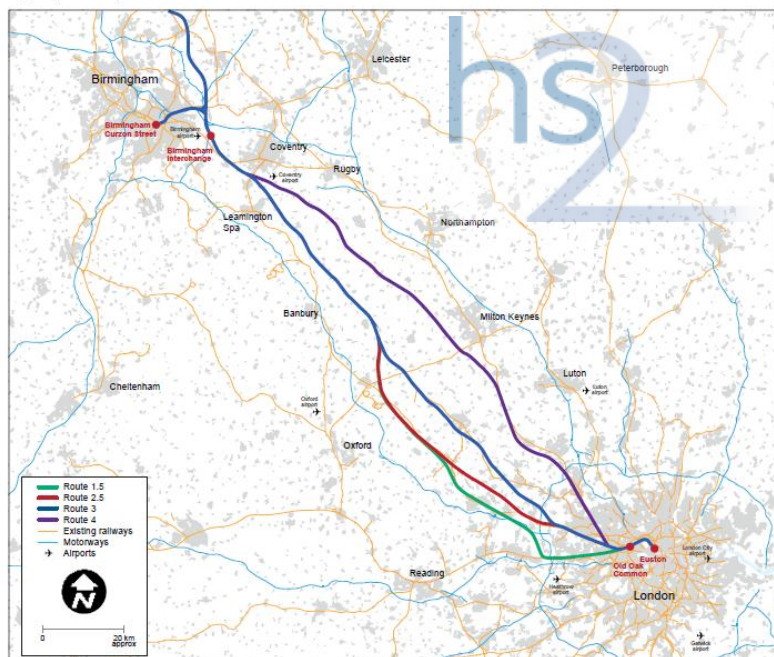 hs2
Leicester
Peterborough
Birmingham
Birmingham
Curzon Street
Birmingham
airport
Birmingham
Interchange
Coventry
Coventry
airport
Rugby
Leamington
Spa
Northampton
Banbury
Milton Keynes
Cheltenham
Luton
Luton
airport
Oxford
airport
Oxford
Route 1.5
Route 2.5
Route 3
Route 4
Existing railways
Motorways
Airports
N
0 20 km
approx
Reading
Heathrow
airport
Old Oak
Common
Euston
London City
airport
London
Gatwick
airport